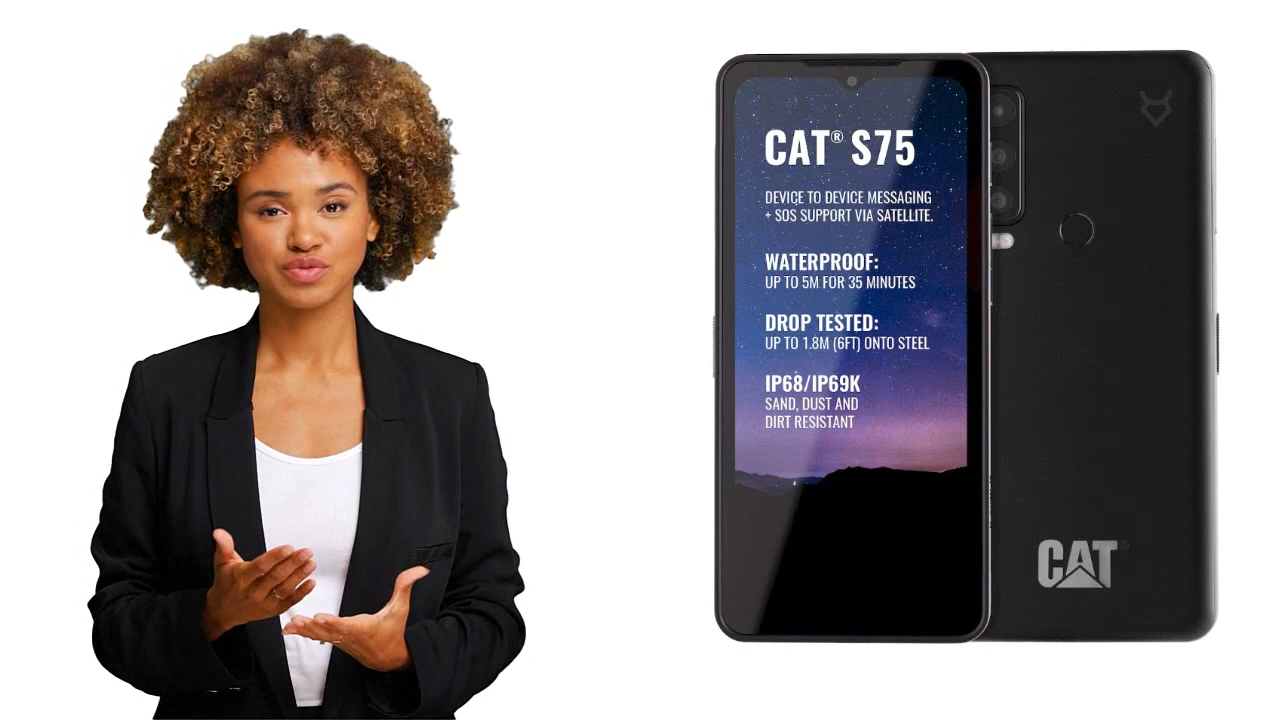 CAT® S75
DEVICE TO DEVICE MESSAGING
+ SOS SUPPORT VIA SATELLITE.
WATERPROOF:
UP TO 5M FOR 35 MINUTES
DROP TESTED:
UP TO 1.8M (6FT) ONTO STEEL
IP68/IP69K
SAND, DUST AND
DIRT RESISTANT
CAT®